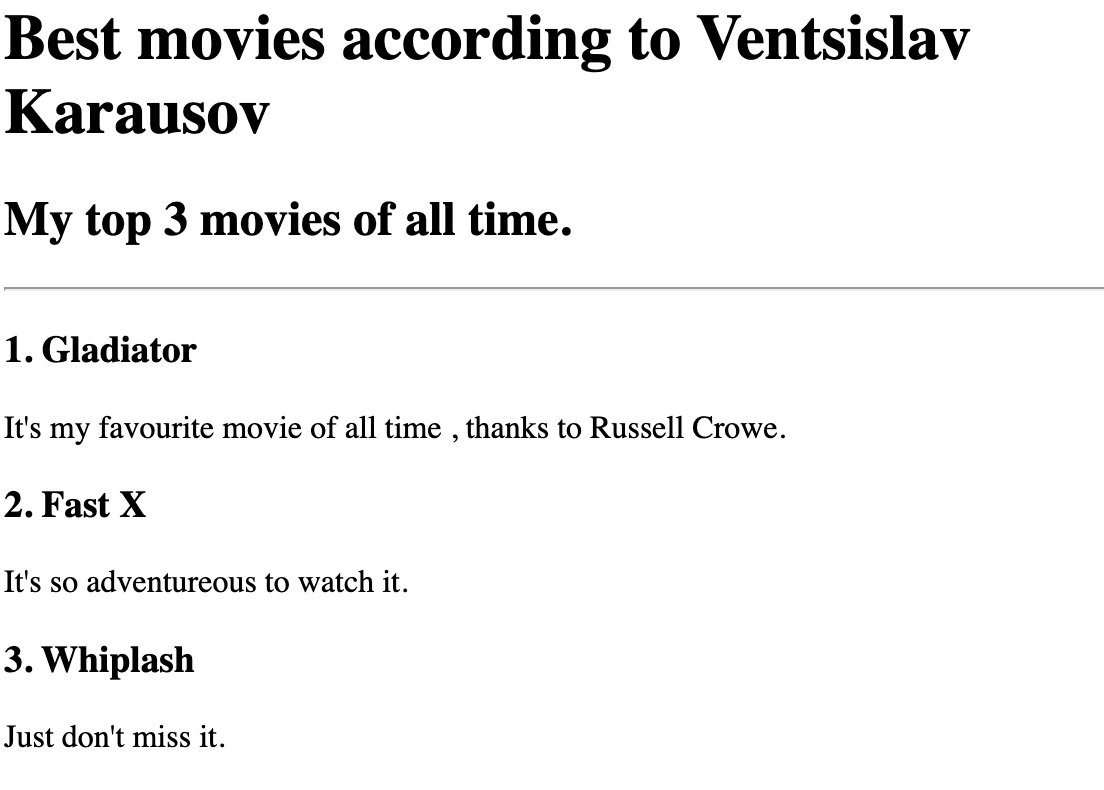 Best movies according to Ventsislav
Karausov
My top 3 movies of all time.
1. Gladiator
It's my favourite movie of all time , thanks to Russell Crowe.
2. Fast X
It's so adventureous to watch it.
3. Whiplash
Just don't miss it.